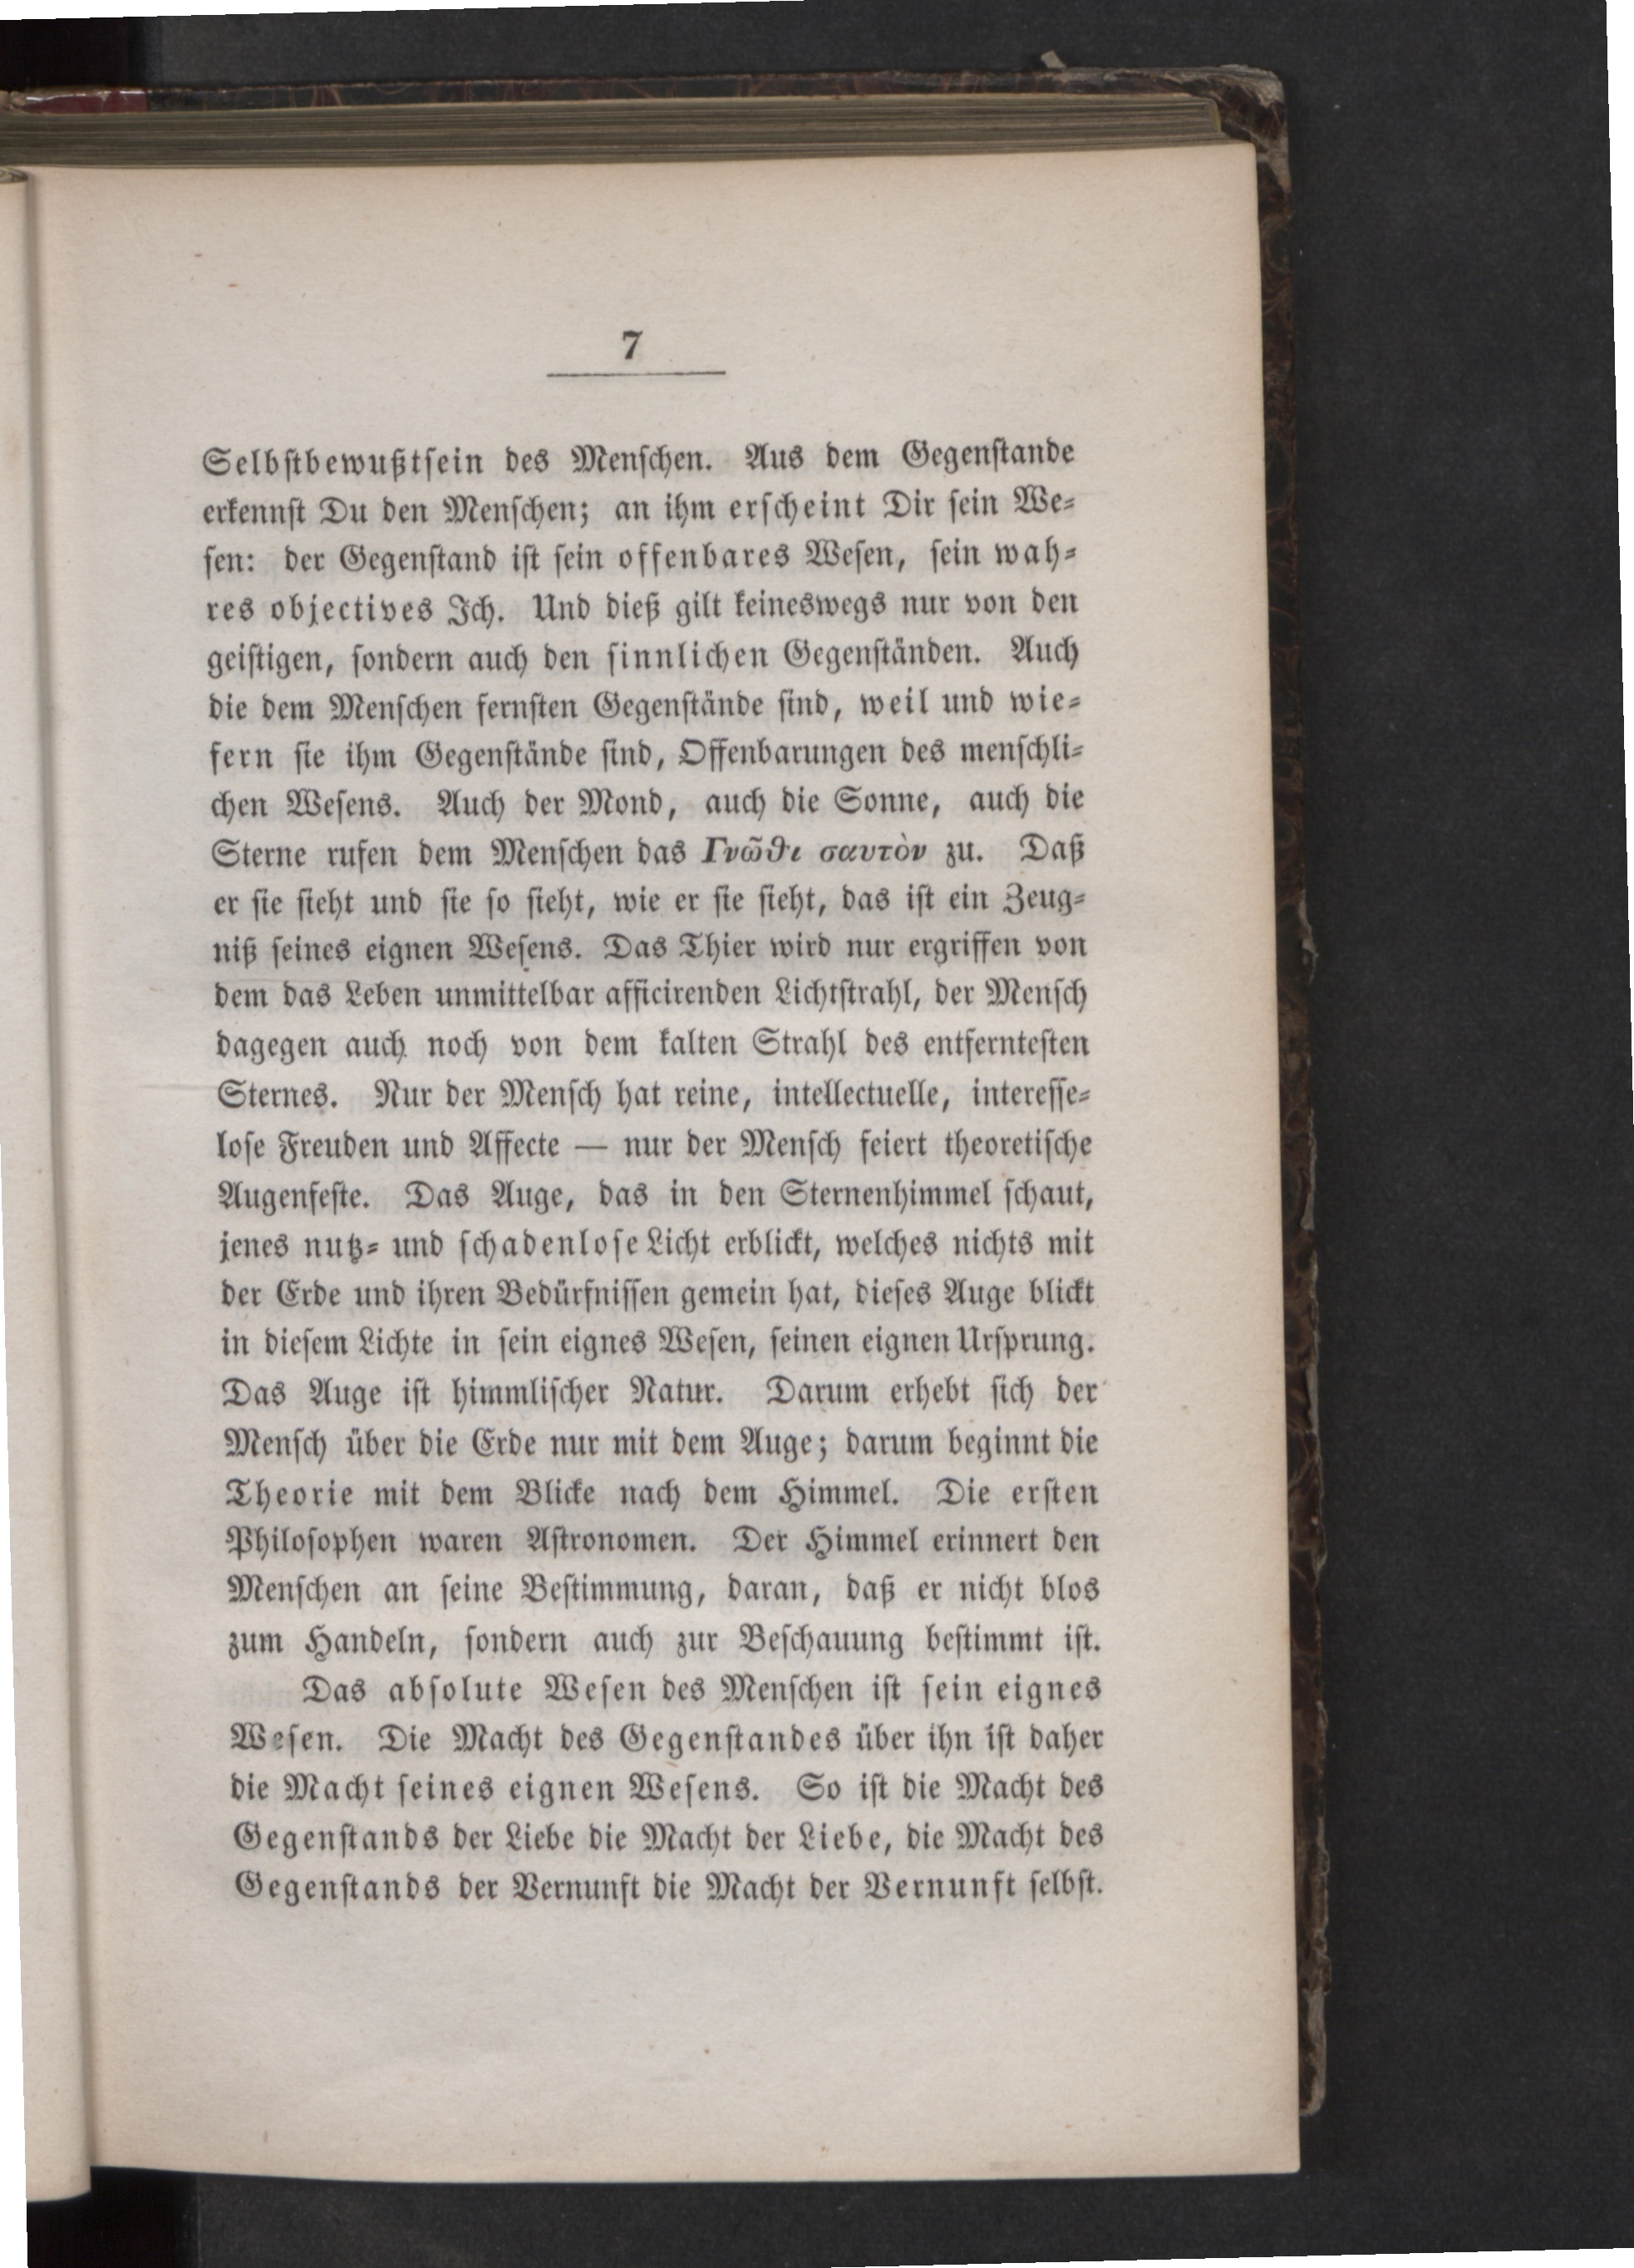 7
Selbſtbewußtſein des Menſchen. Aus dem Gegenſtande
erkennſt Du den Menſchen; an ihm erſcheint Dir ſein We⸗
ſen: der Gegenſtand iſt ſein offenbares Weſen, ſein wah⸗
res objectives Ich. Und dieß gilt keineswegs nur von den
geiſtigen, ſondern auch den ſinnlichen Gegenſtänden. Auch
die dem Menſchen fernſten Gegenſtände ſind, weil und wie⸗
fern ſie ihm Gegenſtände ſind, Offenbarungen des menſchli⸗
chen Weſens. Auch der Mond, auch die Sonne, auch die
Sterne rufen dem Menſchen das Γνῶϑι σαυτὸν zu. Daß
er ſie ſieht und ſie ſo ſieht, wie er ſie ſieht, das iſt ein Zeug⸗
niß ſeines eignen Weſens. Das Thier wird nur ergriffen von
dem das Leben unmittelbar afficirenden Lichtſtrahl, der Menſch
dagegen auch noch von dem kalten Strahl des entfernteſten
Sternes. Nur der Menſch hat reine, intellectuelle, intereſſe⸗
loſe Freuden und Affecte — nur der Menſch feiert theoretiſche
Augenfeſte. Das Auge, das in den Sternenhimmel ſchaut,
jenes nutz⸗ und ſchadenloſe Licht erblickt, welches nichts mit
der Erde und ihren Bedürfniſſen gemein hat, dieſes Auge blickt
in dieſem Lichte in ſein eignes Weſen, ſeinen eignen Urſprung.
Das Auge iſt himmliſcher Natur. Darum erhebt ſich der
Menſch über die Erde nur mit dem Auge; darum beginnt die
Theorie mit dem Blicke nach dem Himmel. Die erſten
Philoſophen waren Aſtronomen. Der Himmel erinnert den
Menſchen an ſeine Beſtimmung, daran, daß er nicht blos
zum Handeln, ſondern auch zur Beſchauung beſtimmt iſt.
Das abſolute Weſen des Menſchen iſt ſein eignes
Weſen. Die Macht des Gegenſtandes über ihn iſt daher
die Macht ſeines eignen Weſens. So iſt die Macht des
Gegenſtands der Liebe die Macht der Liebe, die Macht des
Gegenſtands der Vernunft die Macht der Vernunft ſelbſt.